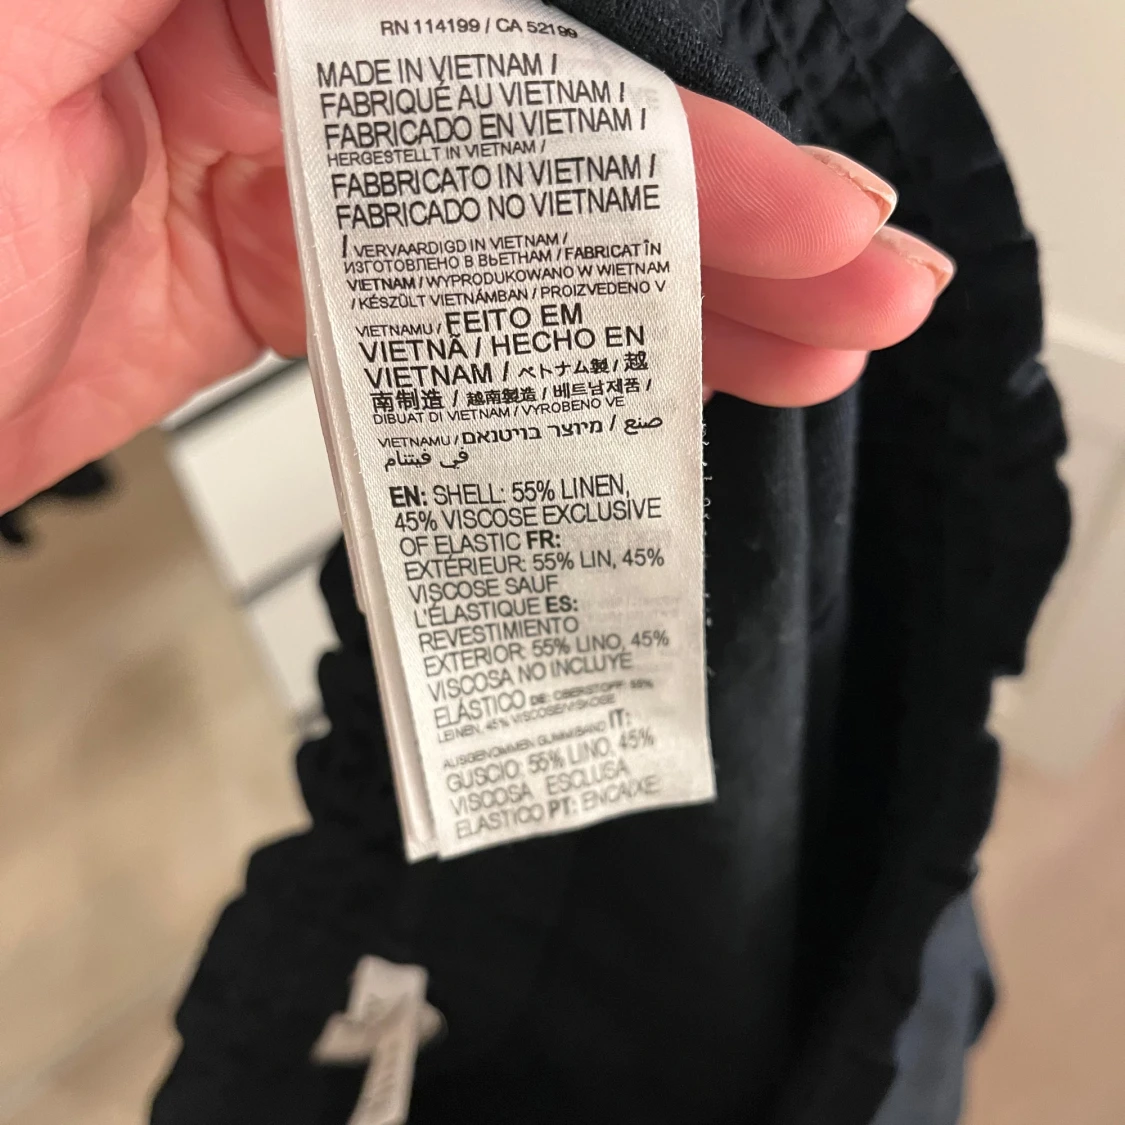 RN 114199 / CA 52199
MADE IN VIETNAM /
FABRIQUÉ AU VIETNAM /
FABRICADO EN VIETNAM /
HERGESTELLT IN VIETNAM /
FABBRICATO IN VIETNAM /
FABRICADO NO VIETNAME
/ VERVAARDIGD IN VIETNAM /
ИЗГОТОВЛЕНО В ВЬЕТНАМ / FABRICAT ÎN
VIETNAM / WYPRODUKOWANO W WIETNAM
/ KÉSZÜLT VIETNÁMBAN / PROIZVEDENO V
VIETNAMU / FEITO EM
VIETNÃ / HECHO EN
VIETNAM / ベトナム製 / 越
南制造 / 越南製造 / 베트남제품 /
DIBUAT DI VIETNAM / VYROBENO VE
VIETNAMU / מיוצר בויטנאם / صنع
في فيتنام
EN: SHELL: 55% LINEN,
45% VISCOSE EXCLUSIVE
OF ELASTIC FR:
EXTÉRIEUR: 55% LIN, 45%
VISCOSE SAUF
L'ÉLASTIQUE ES:
REVESTIMIENTO
EXTERIOR: 55% LINO, 45%
VISCOSA NO INCLUYE
ELÁSTICO DE: OBERSTOFF: 55%
LEINEN, 45% VISCOSE/VISKOSE
AUSGENOMMEN GUMMIBAND IT:
GUSCIO: 55% LINO, 45%
VISCOSA ESCLUSA
ELASTICO PT: ENCAIXE